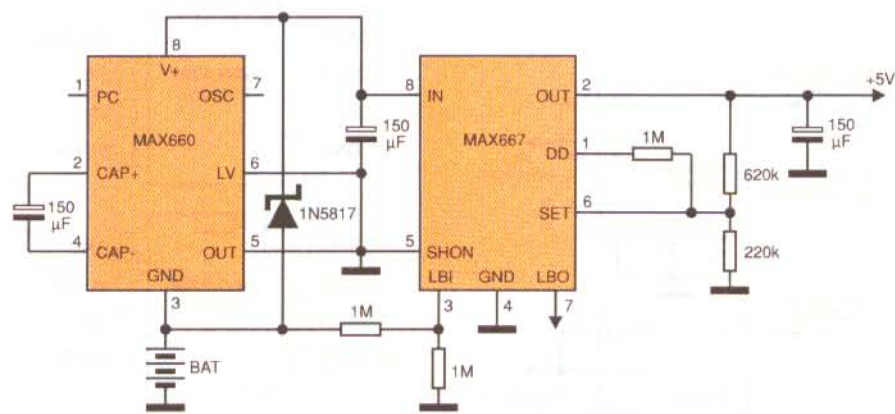 8
V+
1
PC
OSC
7
MAX660
2
CAP+
LV
6
150
µF
4
CAP-
OUT
5
GND
3
BAT
1N5817
150
µF
1M
1M
8
IN
OUT
2
MAX667
DD
1
1M
SET
6
5
SHON
LBI
GND
LBO
3
4
7
620k
220k
150
µF
+5V